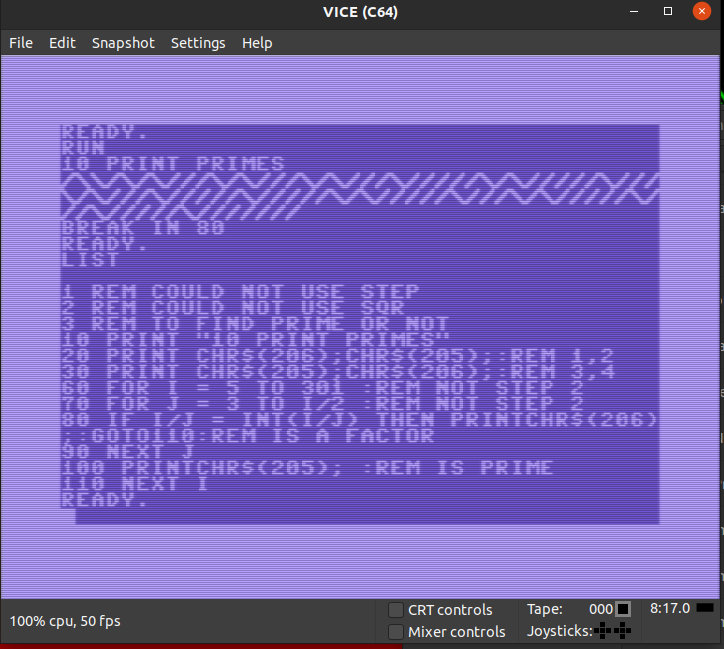 VICE (C64)
File Edit Snapshot Settings Help
READY.
RUN
10 PRINT PRIMES
BREAK IN 80
READY.
LIST
1 REM COULD NOT USE STEP
2 REM COULD NOT USE SQR
3 REM TO FIND PRIME OR NOT
10 PRINT "10 PRINT PRIMES"
20 PRINT CHR$(206);CHR$(205);:REM 1,2
30 PRINT CHR$(205);CHR$(206);:REM 3,4
60 FOR I = 5 TO 301 :REM NOT STEP 2
70 FOR J = 3 TO I/2 :REM NOT STEP 2
80 IF I/J = INT(I/J) THEN PRINTCHR$(206)
;:GOTO110:REM IS A FACTOR
90 NEXT J
100 PRINTCHR$(205); :REM IS PRIME
110 NEXT I
READY.
100% cpu, 50 fps
CRT controls
Mixer controls
Tape: 000
Joysticks:
8:17.0